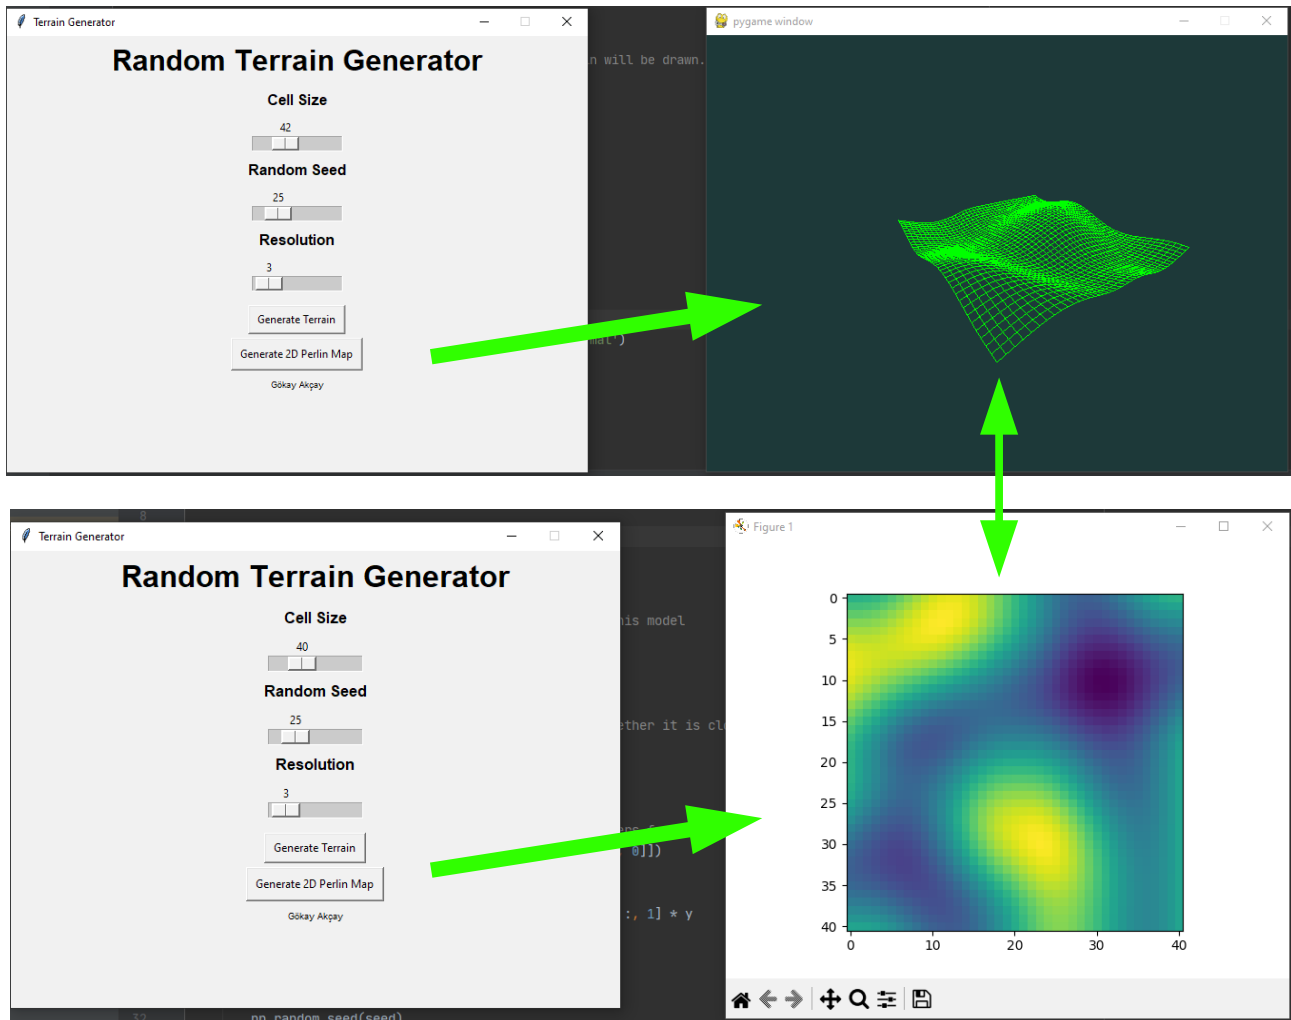 Terrain Generator
Random Terrain Generator
Cell Size
42
Random Seed
25
Resolution
3
Generate Terrain
Generate 2D Perlin Map
Gökay Akçay
will be drawn.
')
pygame window
8
Terrain Generator
Random Terrain Generator
Cell Size
40
Random Seed
25
Resolution
3
Generate Terrain
Generate 2D Perlin Map
Gökay Akçay
model
it is
0]])
:, 1] * y
32
np.random.seed(seed)
Figure 1
0
5
10
15
20
25
30
35
40
0
10
20
30
40